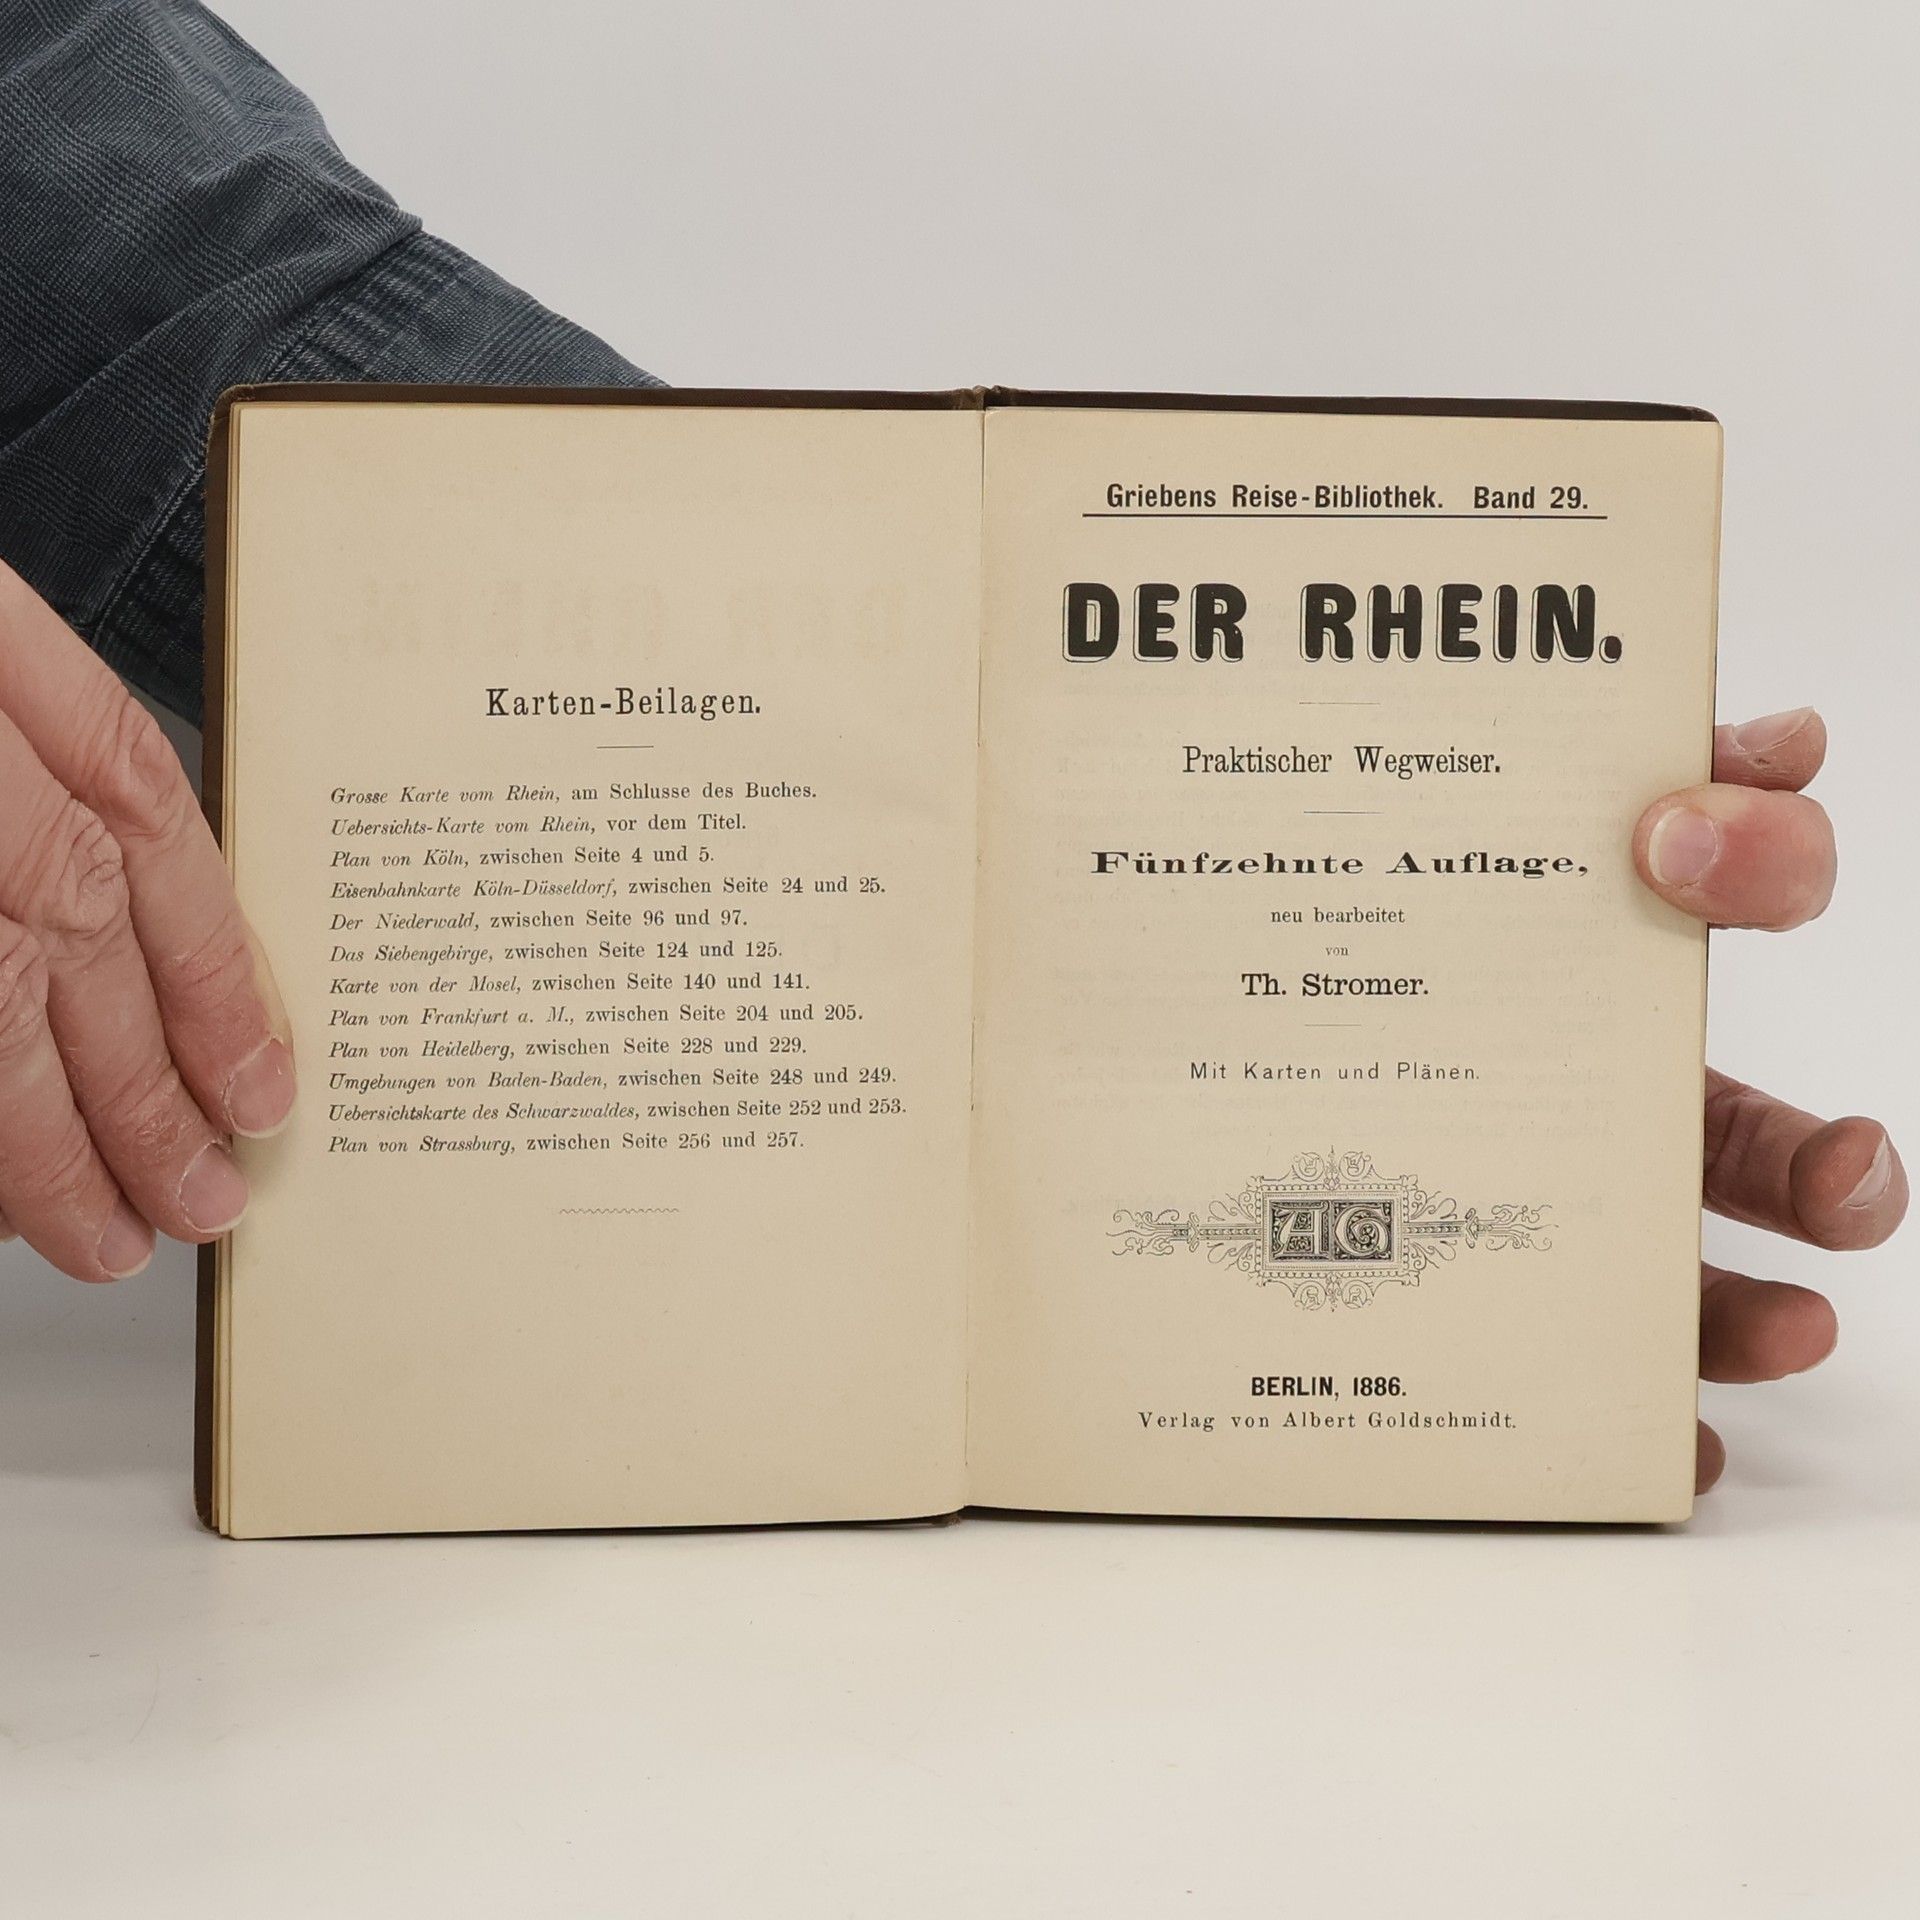 Karten-Beilagen.
Grosse Karte vom Rhein, am Schlusse des Buches.
Uebersichts-Karte vom Rhein, vor dem Titel.
Plan von Köln, zwischen Seite 4 und 5.
Eisenbahnkarte Köln-Düsseldorf, zwischen Seite 24 und 25.
Der Niederwald, zwischen Seite 96 und 97.
Das Siebengebirge, zwischen Seite 124 und 125.
Karte von der Mosel, zwischen Seite 140 und 141.
Plan von Frankfurt a. M., zwischen Seite 204 und 205.
Plan von Heidelberg, zwischen Seite 228 und 229.
Umgebungen von Baden-Baden, zwischen Seite 248 und 249.
Uebersichtskarte des Schwarzwaldes, zwischen Seite 252 und 253.
Plan von Strassburg, zwischen Seite 256 und 257.
Griebens Reise-Bibliothek. Band 29.
DER RHEIN.
Praktischer Wegweiser.
Fünfzehnte Auflage,
neu bearbeitet
von
Th. Stromer.
Mit Karten und Plänen.
AG
BERLIN, 1886.
Verlag von Albert Goldschmidt.